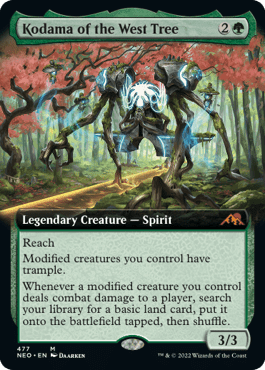 Kodama of the West Tree 2
Legendary Creature — Spirit
Reach
Modified creatures you control have
trample.
Whenever a modified creature you control
deals combat damage to a player, search
your library for a basic land card, put it
onto the battlefield tapped, then shuffle.
3/3
477 M
NEO • EN DAARKEN
™ & © 2022 Wizards of the Coast